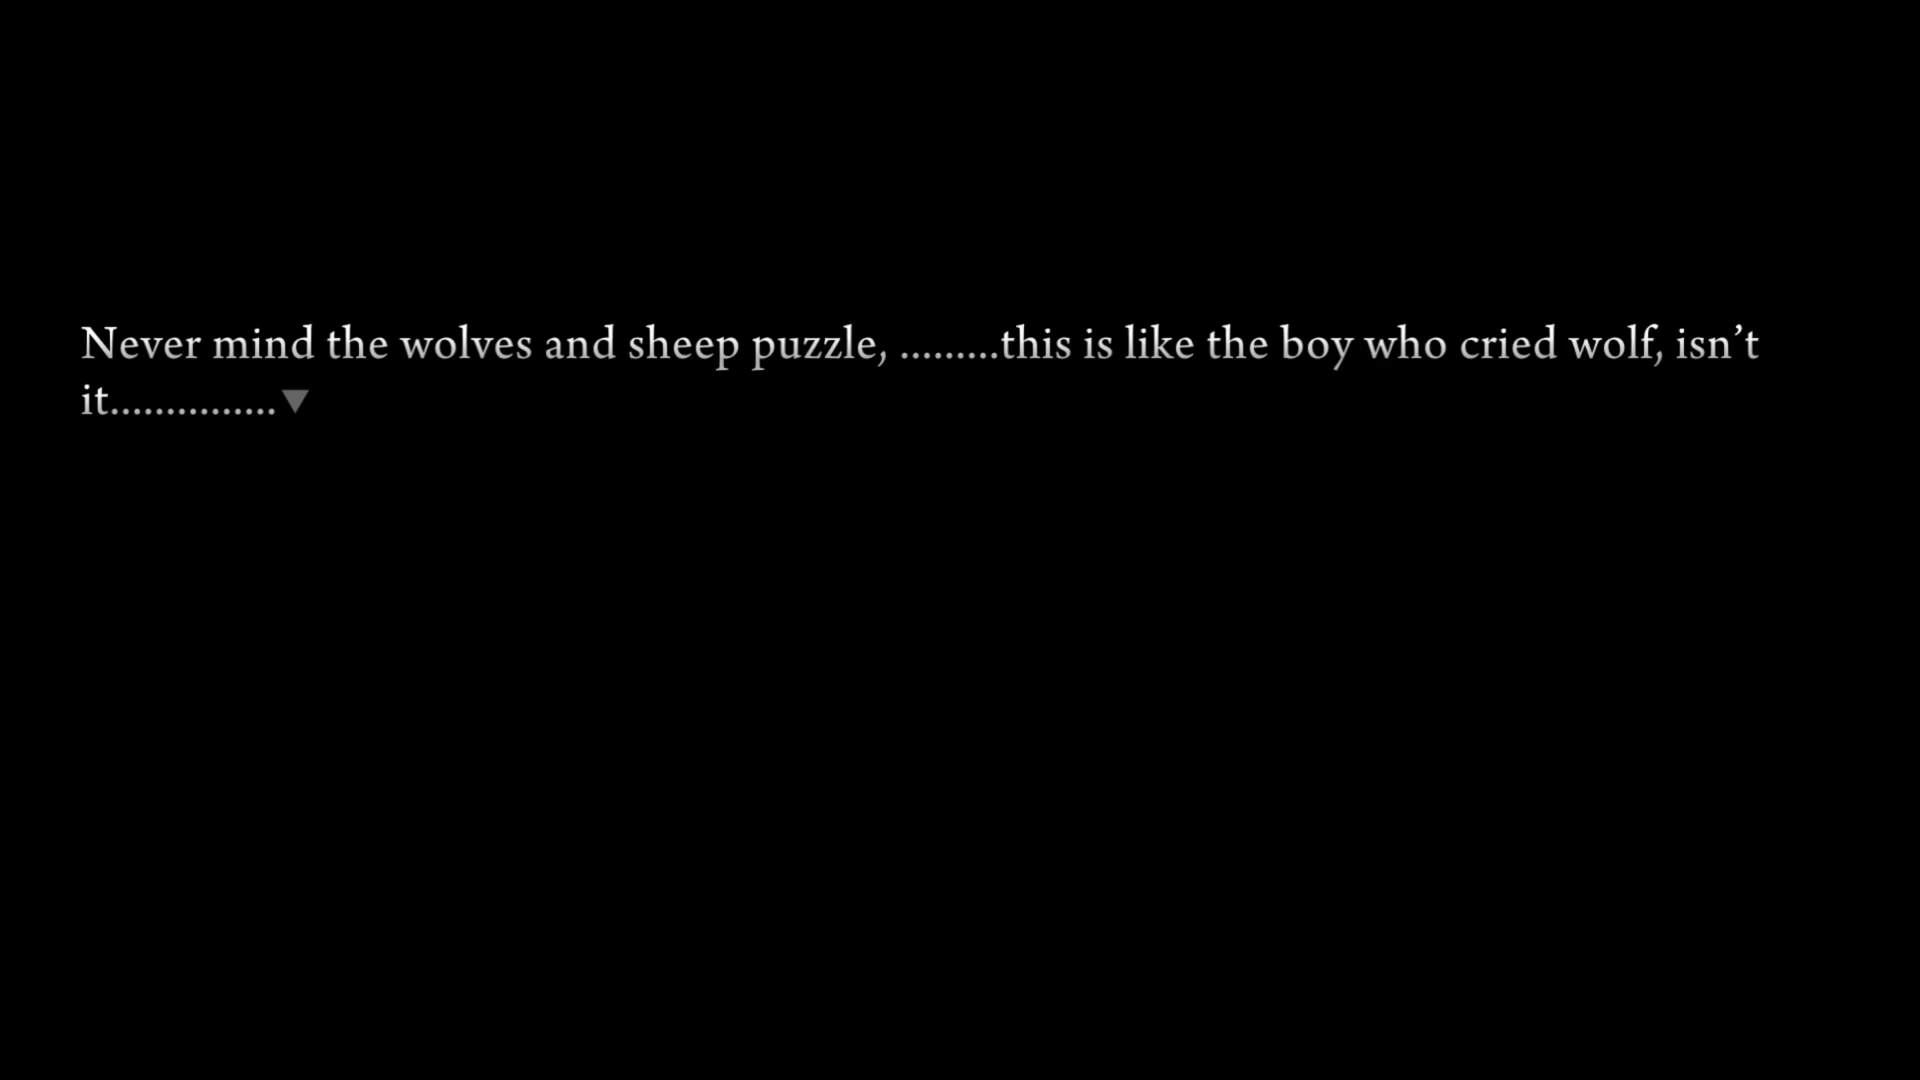 Never mind the wolves and sheep puzzle, .........this is like the boy who cried wolf, isn’t
it...............